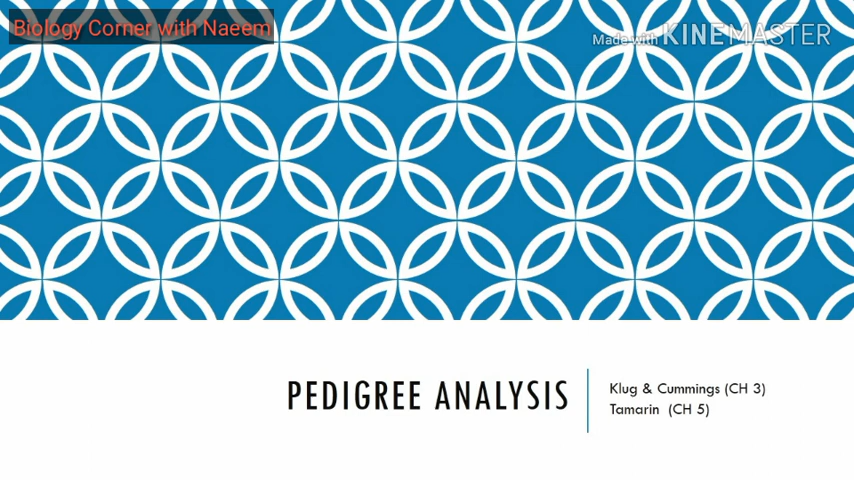 Biology Corner with Naeem
Made with KINEMASTER
PEDIGREE ANALYSIS
Klug & Cummings (CH 3)
Tamarin (CH 5)